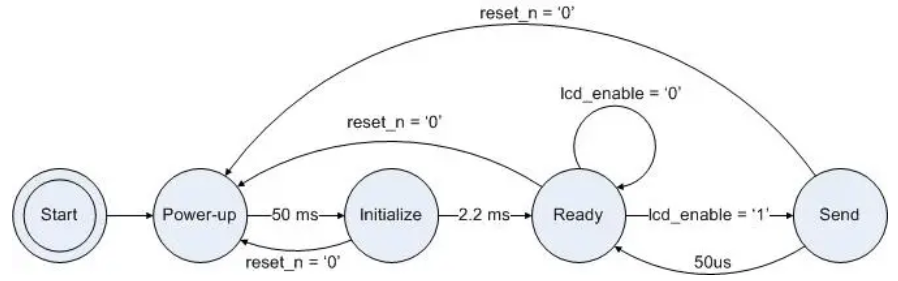 reset_n = ‘0’
lcd_enable = ‘0’
reset_n = ‘0’
Start
Power-up
50 ms
Initialize
2.2 ms
Ready
lcd_enable = ‘1’
Send
reset_n = ‘0’
50us